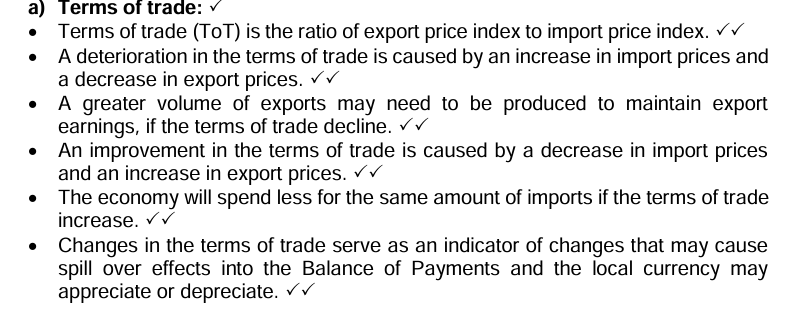 a) Terms of trade: ✓
• Terms of trade (ToT) is the ratio of export price index to import price index. ✓✓
• A deterioration in the terms of trade is caused by an increase in import prices and
a decrease in export prices. ✓✓
• A greater volume of exports may need to be produced to maintain export
earnings, if the terms of trade decline. ✓✓
• An improvement in the terms of trade is caused by a decrease in import prices
and an increase in export prices. ✓✓
• The economy will spend less for the same amount of imports if the terms of trade
increase. ✓✓
• Changes in the terms of trade serve as an indicator of changes that may cause
spill over effects into the Balance of Payments and the local currency may
appreciate or depreciate. ✓✓